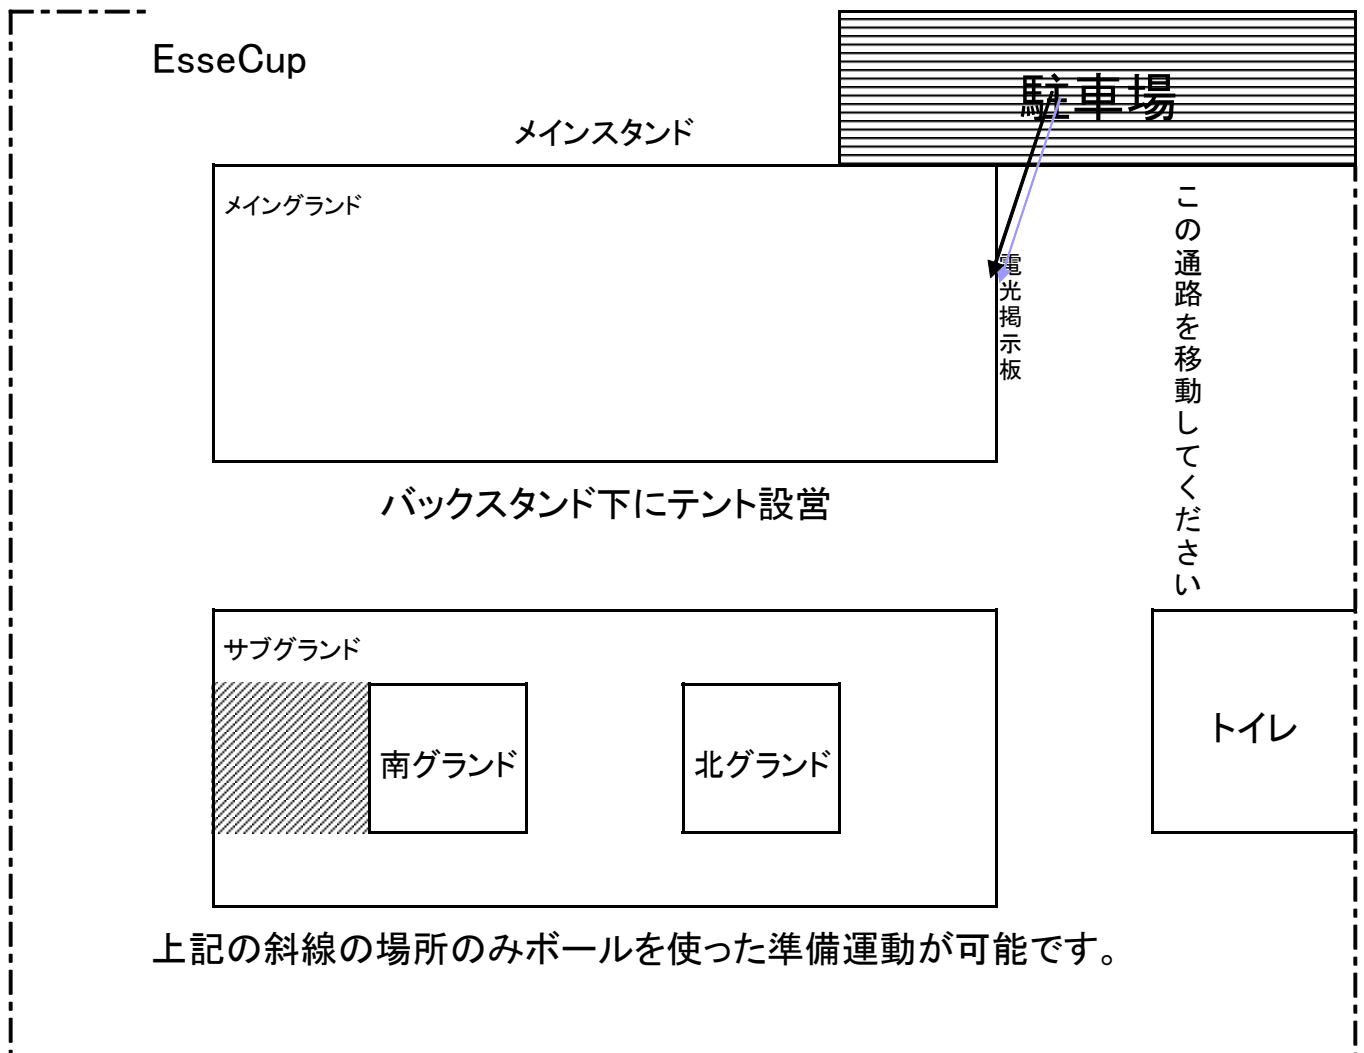 EsseCup
駐車場
メインスタンド
メイングランド
電光掲示板
この通路を移動してください
バックスタンド下にテント設営
サブグランド
南グランド
北グランド
トイレ
上記の斜線の場所のみボールを使った準備運動が可能です。